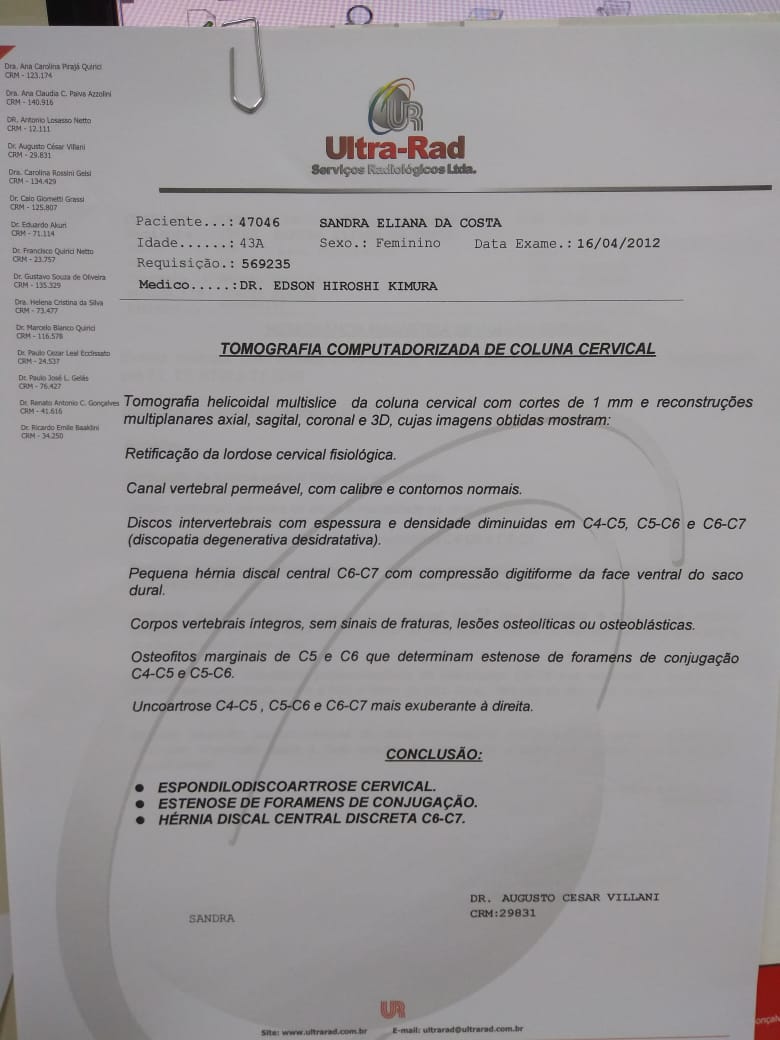 Dra. Ana Carolina Pirajá Quirici
CRM - 123.174
Dra. Ana Claudia C. Paiva Azzolini
CRM - 140.916
DR. Antonio Losasso Netto
CRM - 12.111
Dr. Augusto César Villani
CRM - 29.831
Dra. Carolina Rossini Gelsi
CRM - 134.429
Dr. Caio Giometti Grassi
CRM - 125.807
Dr. Eduardo Akuri
CRM - 71.114
Dr. Francisco Quirici Netto
CRM - 23.757
Dr. Gustavo Souza de Oliveira
CRM - 135.329
Dra. Helena Cristina da Silva
CRM - 73.477
Dr. Marcelo Bianco Quirici
CRM - 116.578
Dr. Paulo Cezar Leal
CRM - 24.537
Dr. Paulo José L. Gelás
CRM - 76.427
Dr. Renato Antonio C. Gonçalves
CRM - 41.616
Dr. Ricardo Emile Baaklini
CRM - 34.250
UR
Ultra-Rad
Serviços Radiológicos Ltda.
Paciente...: 47046 SANDRA ELIANA DA COSTA
Idade......: 43A Sexo.: Feminino Data Exame.: 16/04/2012
Requisição.: 569235
Medico.....:DR. EDSON HIROSHI KIMURA
TOMOGRAFIA COMPUTADORIZADA DE COLUNA CERVICAL
Tomografia helicoidal multislice da coluna cervical com cortes de 1 mm e reconstruções
multiplanares axial, sagital, coronal e 3D, cujas imagens obtidas mostram:
Retificação da lordose cervical fisiológica.
Canal vertebral permeável, com calibre e contornos normais.
Discos intervertebrais com espessura e densidade diminuidas em C4-C5, C5-C6 e C6-C7
(discopatia degenerativa desidratativa).
Pequena hérnia discal central C6-C7 com compressão digitiforme da face ventral do saco
dural.
Corpos vertebrais íntegros, sem sinais de fraturas, lesões osteolíticas ou osteoblásticas.
Osteofitos marginais de C5 e C6 que determinam estenose de foramens de conjugação
C4-C5 e C5-C6.
Uncoartrose C4-C5 , C5-C6 e C6-C7 mais exuberante à direita.
CONCLUSÃO:
● ESPONDILODISCOARTROSE CERVICAL.
● ESTENOSE DE FORAMENS DE CONJUGAÇÃO.
● HÉRNIA DISCAL CENTRAL DISCRETA C6-C7.
DR. AUGUSTO CESAR VILLANI
CRM:29831
SANDRA
UR
Site: www.ultrarad.com.br E-mail: ultrarad@ultrarad.com.br